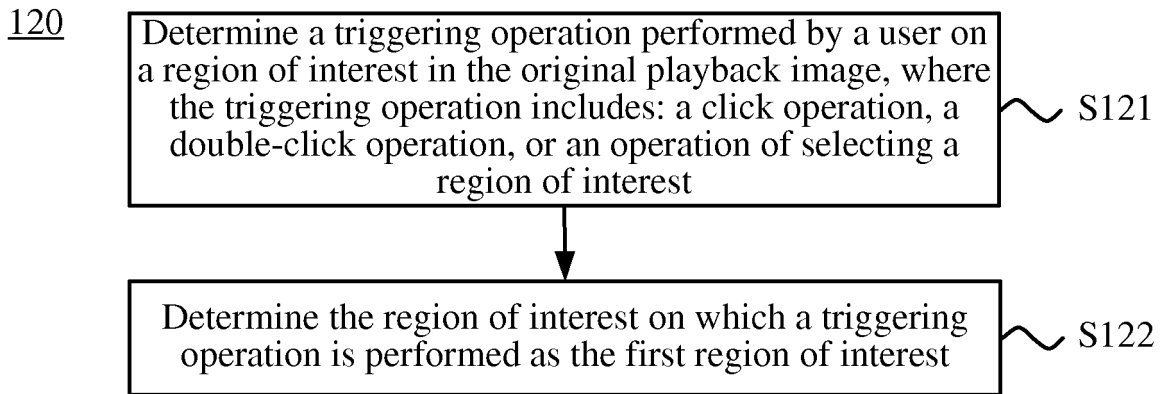 120
Determine a triggering operation performed by a user on
a region of interest in the original playback image, where
the triggering operation includes: a click operation, a
double-click operation, or an operation of selecting a
region of interest
S121
Determine the region of interest on which a triggering
operation is performed as the first region of interest
S122